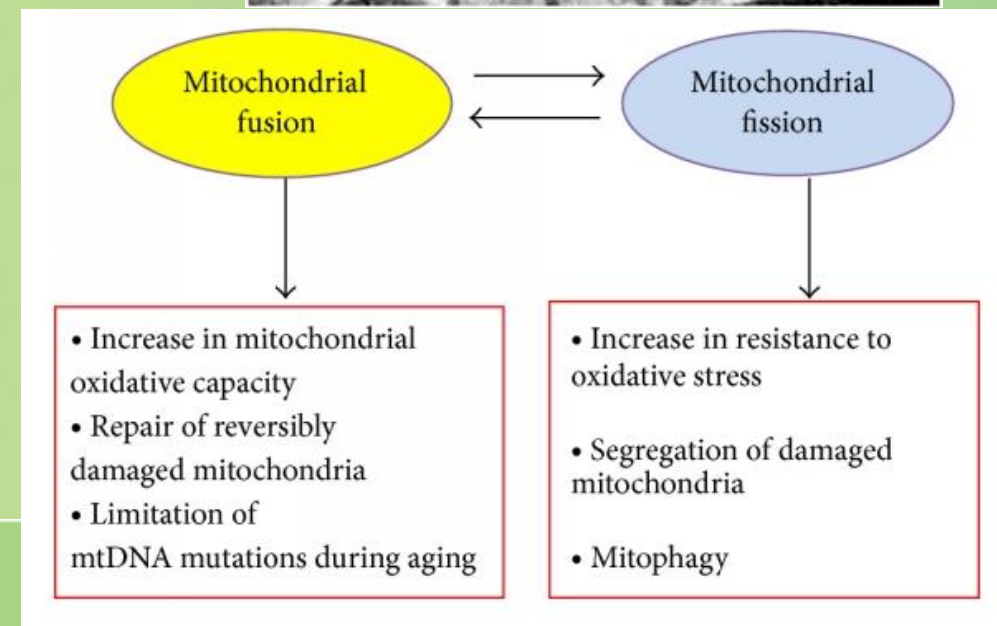 Mitochondrial
fusion
Mitochondrial
fission
• Increase in mitochondrial
oxidative capacity
• Repair of reversibly
damaged mitochondria
• Limitation of
mtDNA mutations during aging
• Increase in resistance to
oxidative stress
• Segregation of damaged
mitochondria
• Mitophagy